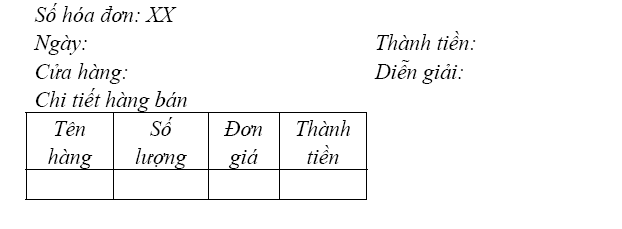 Số hóa đơn: XX
Ngày: Thành tiền:
Cửa hàng: Diễn giải:
Chi tiết hàng bán
Tên hàng Số lượng Đơn giá Thành tiền